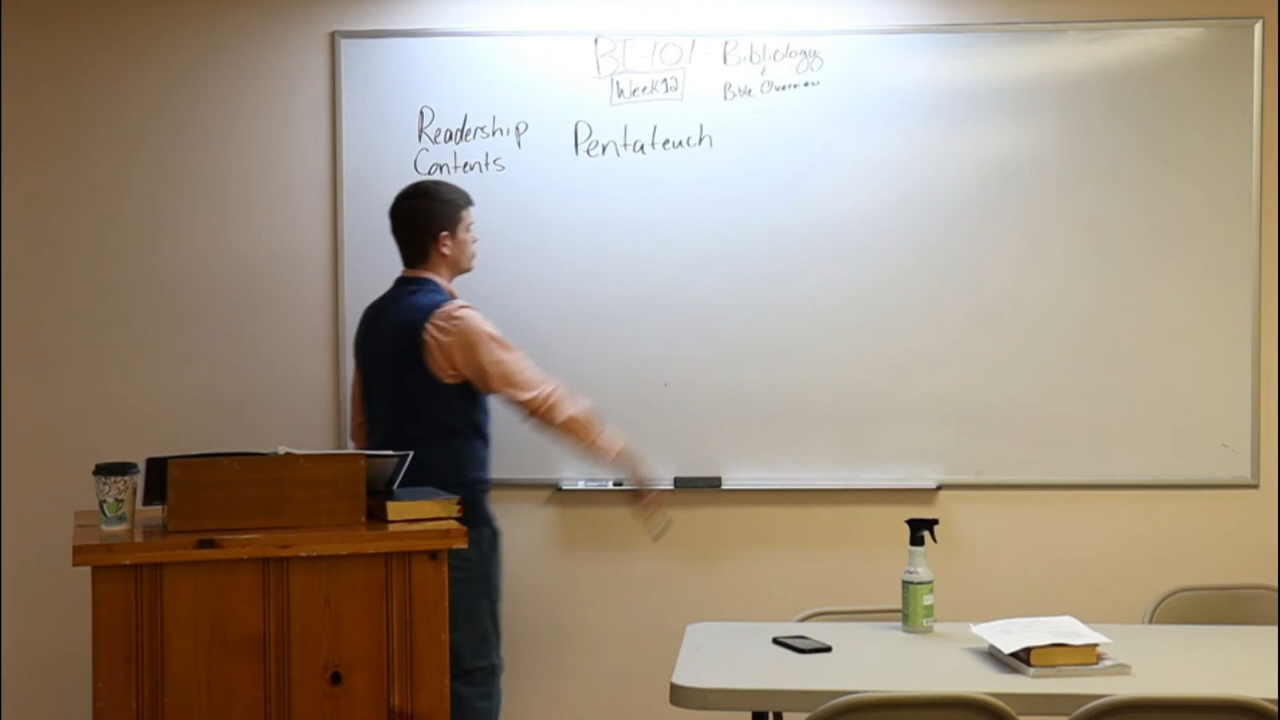 BI-101 - Bibliology
&
Week 12
Bible Overview
Readership
Contents
Pentateuch